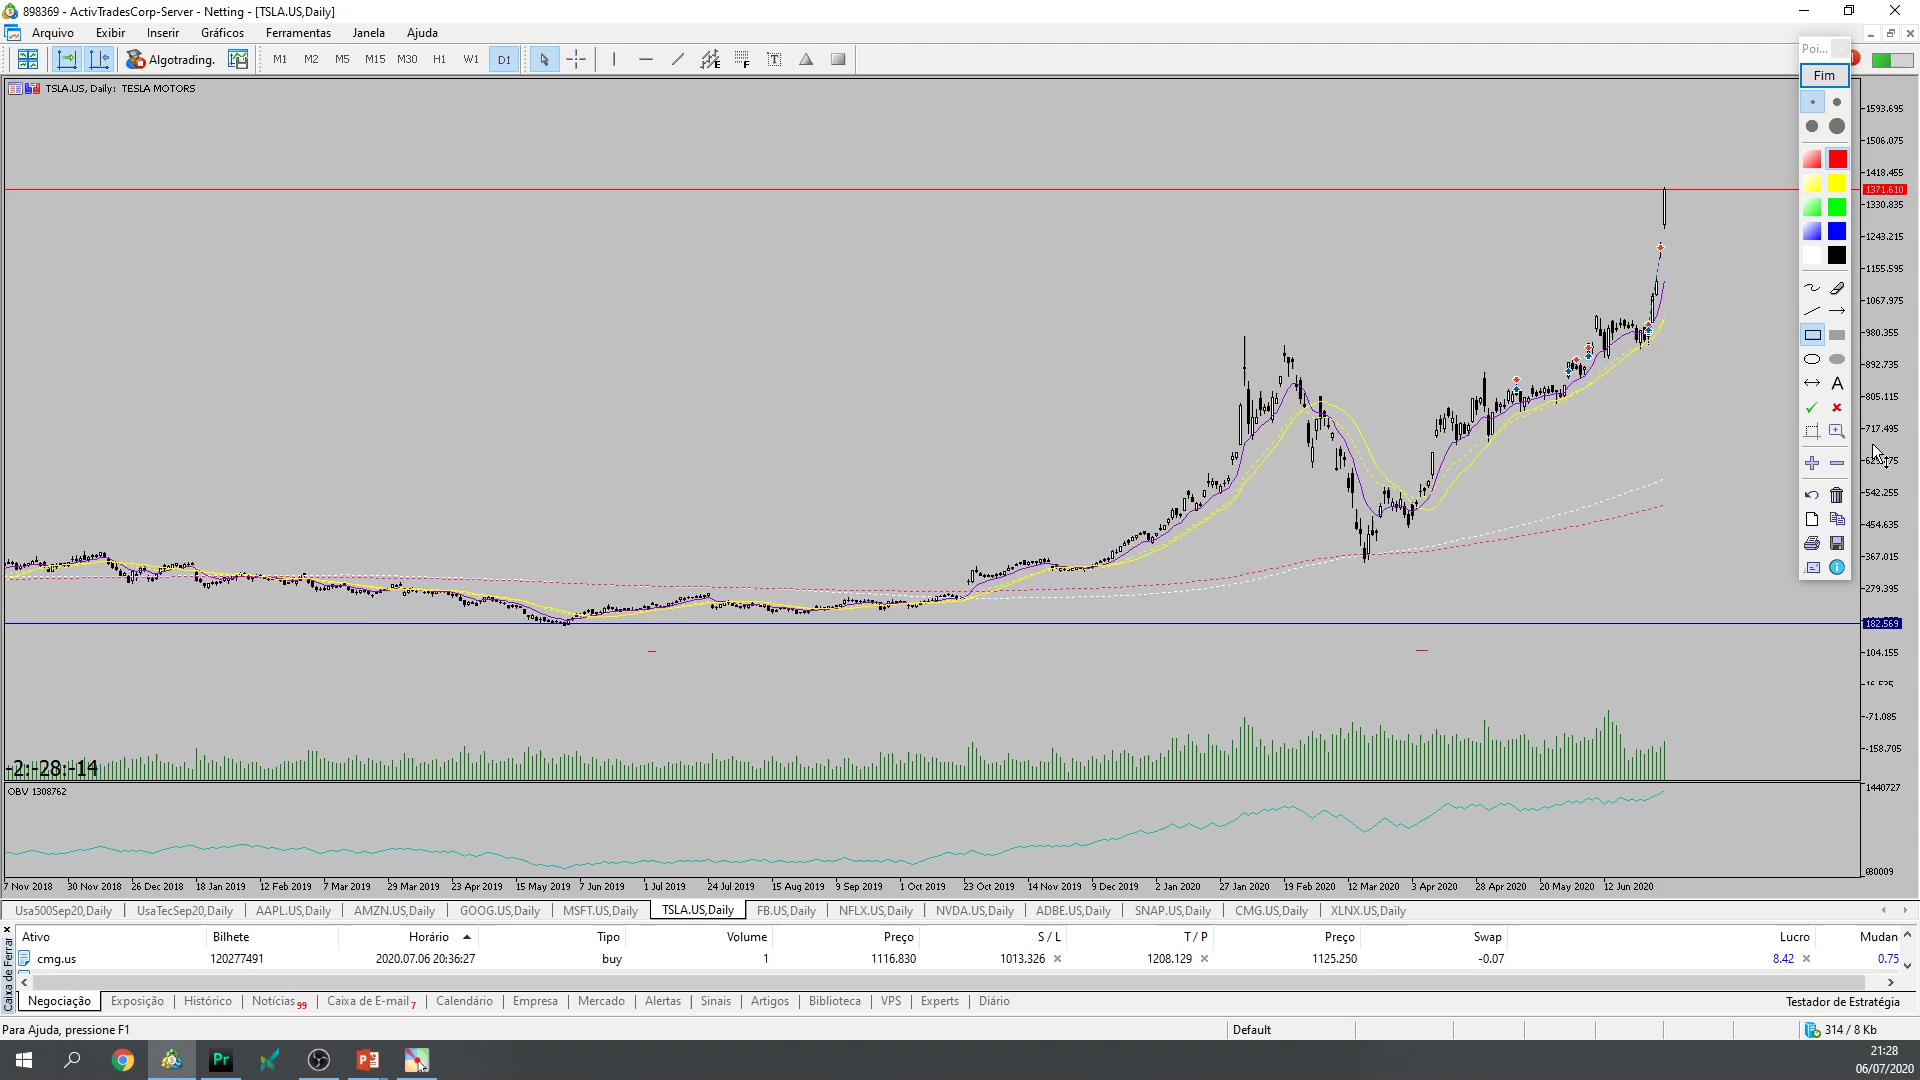 898369 - ActivTradesCorp-Server - Netting - [TSLA.US,Daily]
Arquivo Exibir Inserir Gráficos Ferramentas Janela Ajuda
Algotrading. M1 M2 M5 M15 M30 H1 W1 D1 E F T
Poi...
Fim
A
TSLA.US, Daily: TESLA MOTORS
1593.695
1506.075
1418.455
1371.610
1330.835
1243.215
1155.595
1067.975
980.355
892.735
805.115
717.495
542.255
454.635
367.015
279.395
182.569
104.155
16.535
-71.085
-158.705
-2:-28:-14
OBV 1308762
1440727
7 Nov 2018 30 Nov 2018 26 Dec 2018 18 Jan 2019 12 Feb 2019 7 Mar 2019 29 Mar 2019 23 Apr 2019 15 May 2019 7 Jun 2019 1 Jul 2019 24 Jul 2019 15 Aug 2019 9 Sep 2019 1 Oct 2019 23 Oct 2019 14 Nov 2019 9 Dec 2019 2 Jan 2020 27 Jan 2020 19 Feb 2020 12 Mar 2020 3 Apr 2020 28 Apr 2020 20 May 2020 12 Jun 2020
Usa500Sep20,Daily UsaTecSep20,Daily AAPL.US,Daily AMZN.US,Daily GOOG.US,Daily MSFT.US,Daily TSLA.US,Daily FB.US,Daily NFLX.US,Daily NVDA.US,Daily ADBE.US,Daily SNAP.US,Daily CMG.US,Daily XLNX.US,Daily
Caixa de Ferrar
Ativo Bilhete Horário Tipo Volume Preço S / L T / P Preço Swap Lucro Mudan
cmg.us 120277491 2020.07.06 20:36:27 buy 1 1116.830 1013.326 1208.129 1125.250 -0.07 8.42 0.75
Negociação Exposição Histórico Notícias 99 Caixa de E-mail 7 Calendário Empresa Mercado Alertas Sinais Artigos Biblioteca VPS Experts Diário Testador de Estratégia
Para Ajuda, pressione F1 Default 314 / 8 Kb
Pr
21:28
06/07/2020